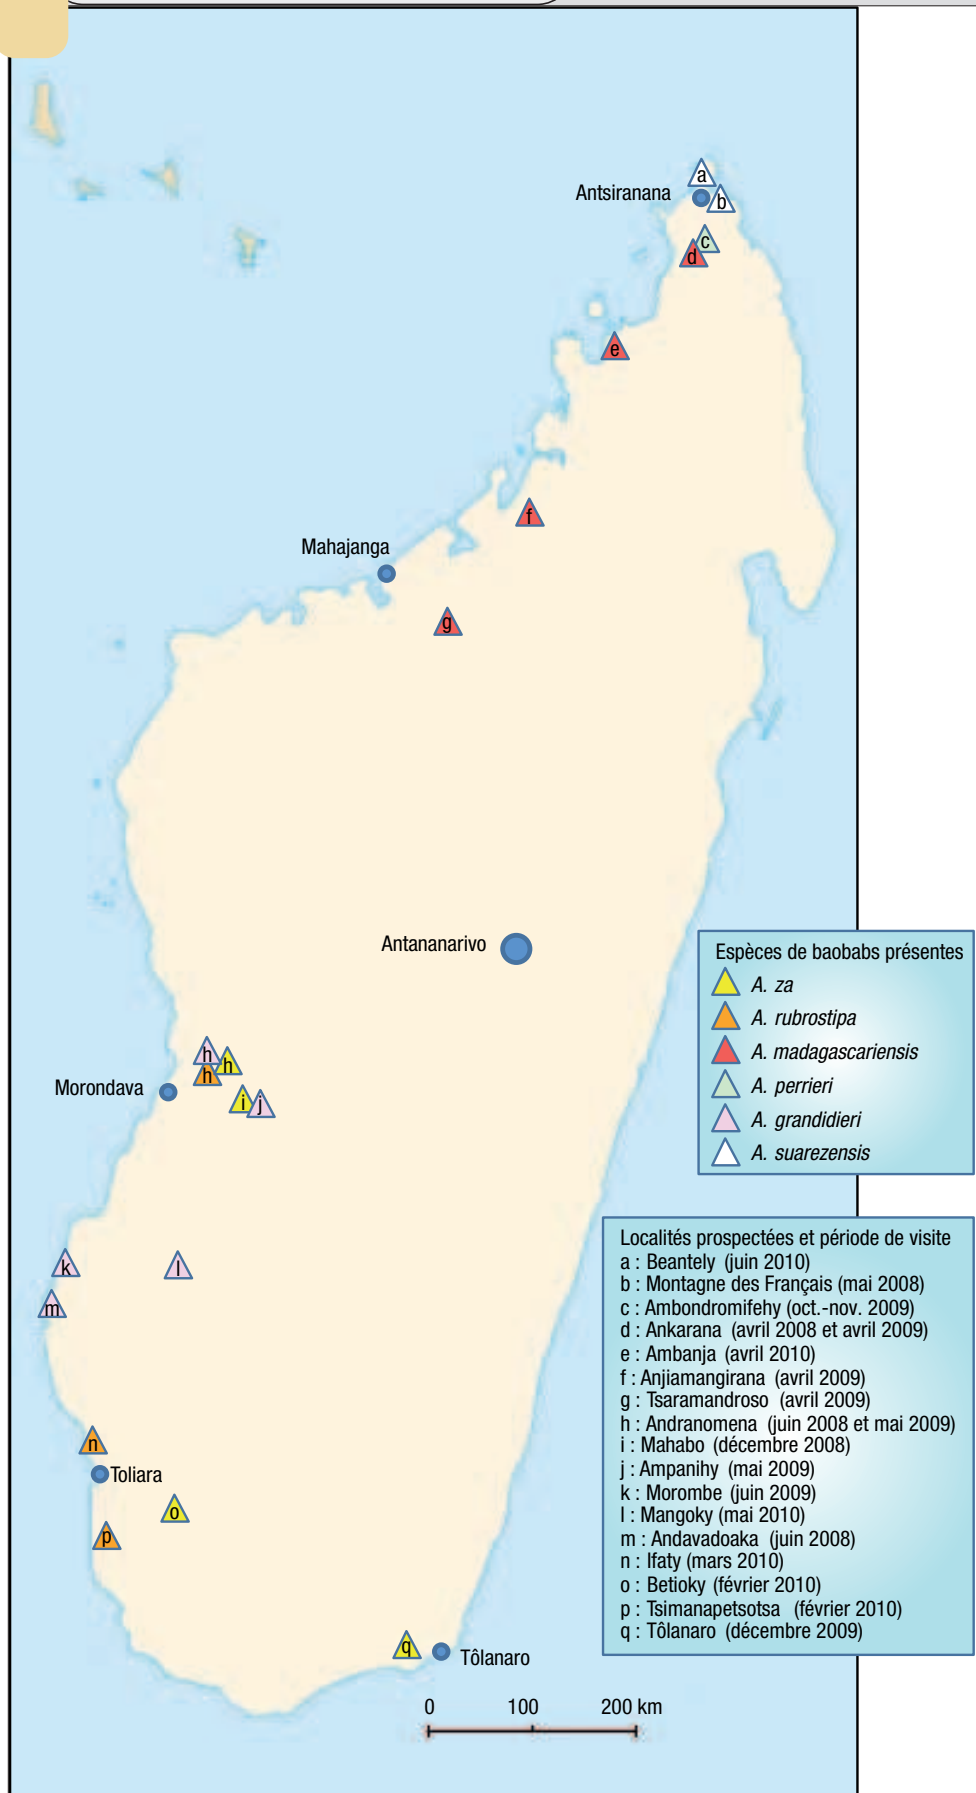 a
Antsiranana
b
c
d
e
f
Mahajanga
g
Antananarivo
Espèces de baobabs présentes
A. za
A. rubrostipa
A. madagascariensis
A. perrieri
A. grandidieri
A. suarezensis
h
h
h
Morondava
i
j
k
l
m
Localités prospectées et période de visite
a : Beantely (juin 2010)
b : Montagne des Français (mai 2008)
c : Ambondromifehy (oct.-nov. 2009)
d : Ankarana (avril 2008 et avril 2009)
e : Ambanja (avril 2010)
f : Anjiamangirana (avril 2009)
g : Tsaramandroso (avril 2009)
h : Andranomena (juin 2008 et mai 2009)
i : Mahabo (décembre 2008)
j : Ampanihy (mai 2009)
k : Morombe (juin 2009)
l : Mangoky (mai 2010)
m : Andavadoaka (juin 2008)
n : Ifaty (mars 2010)
o : Betioky (février 2010)
p : Tsimanapetsotsa (février 2010)
q : Tôlanaro (décembre 2009)
n
Toliara
o
p
q
Tôlanaro
0 100 200 km